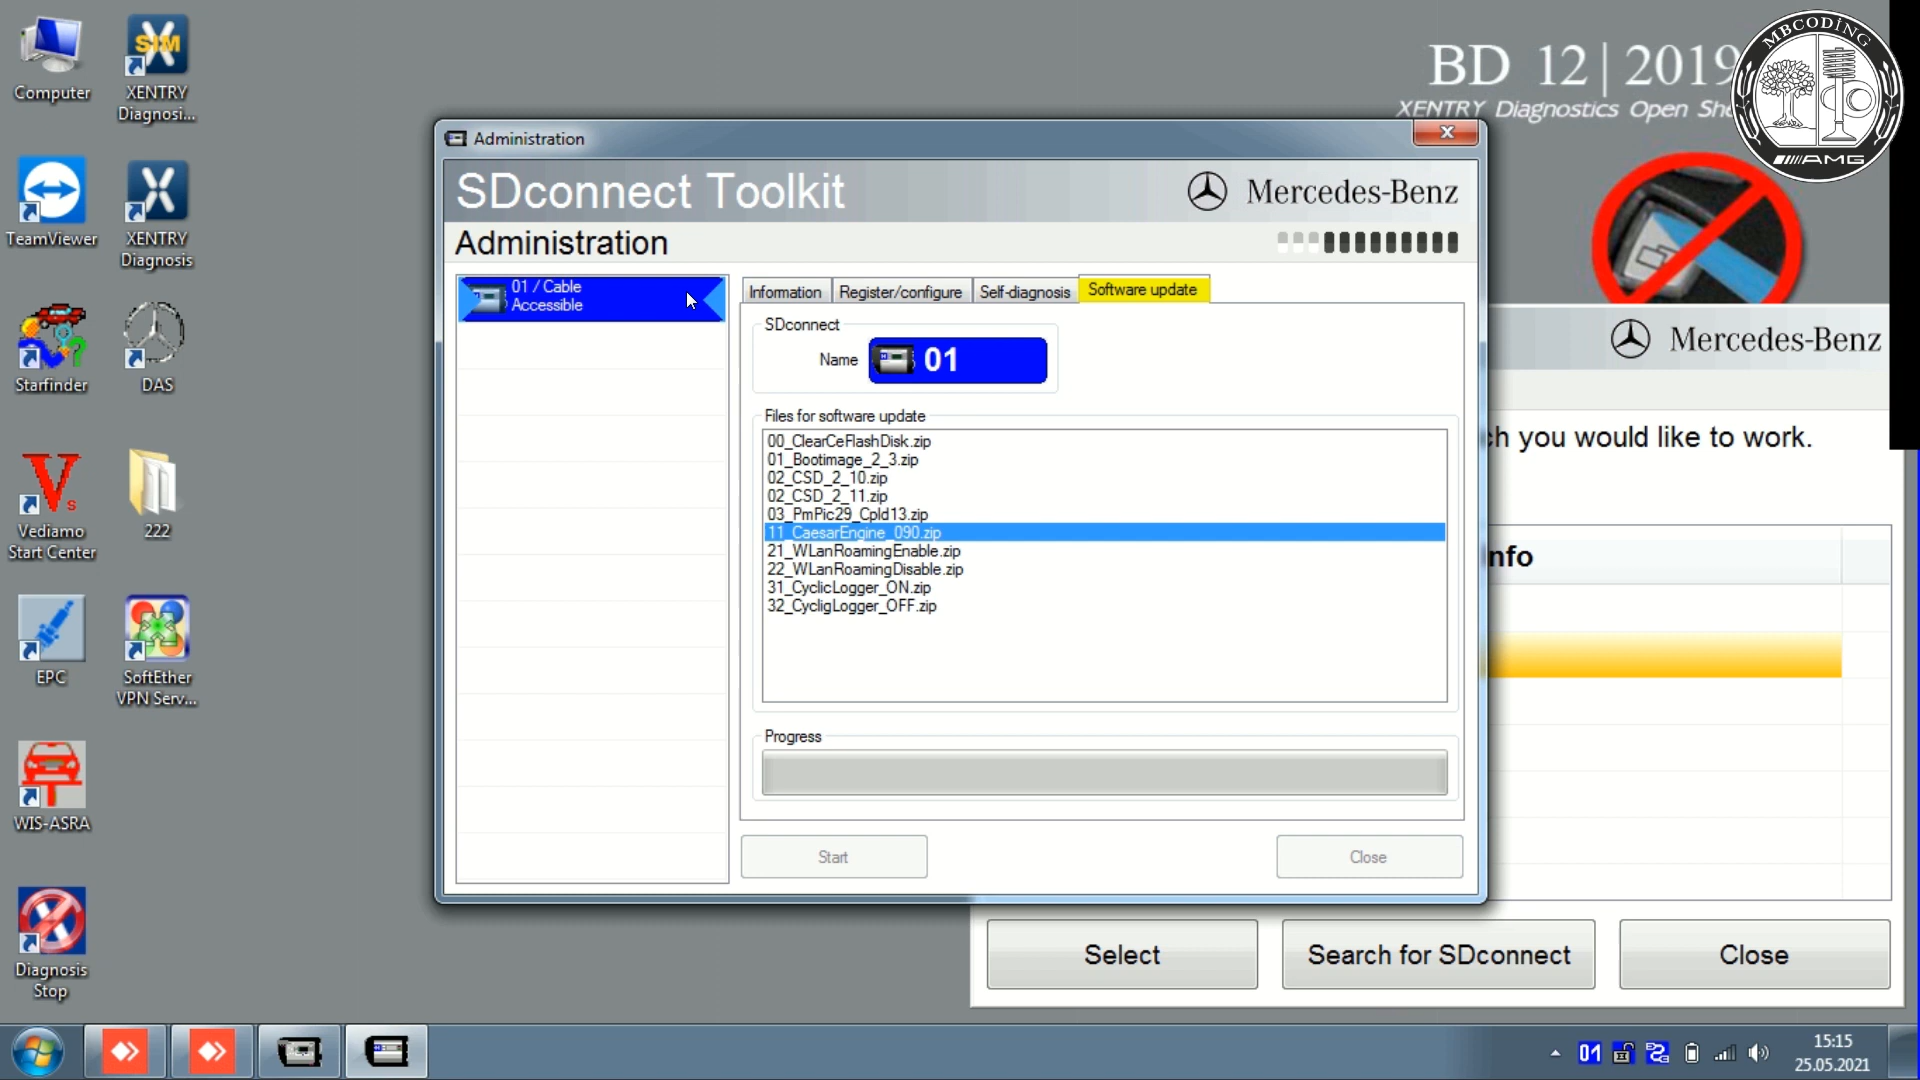 Computer
XENTRY
Diagnosi...
TeamViewer
XENTRY
Diagnosis
Starfinder
DAS
Vediamo
Start Center
222
EPC
SoftEther
VPN Serv...
WIS-ASRA
Diagnosis
Stop
BD 12|2019
XENTRY Diagnostics Open She
MBCODİNG
AMG
Administration
SDconnect Toolkit
Mercedes-Benz
Administration
01 / Cable
Accessible
Information
Register/configure
Self-diagnosis
Software update
SDconnect
Name
01
Files for software update
00_ClearCeFlashDisk.zip
01_Bootimage_2_3.zip
02_CSD_2_10.zip
02_CSD_2_11.zip
03_PmPic29_Cpld13.zip
11_CaesarEngine_090.zip
21_WLanRoamingEnable.zip
22_WLanRoamingDisable.zip
31_CyclicLogger_ON.zip
32_CycligLogger_OFF.zip
Progress
Start
Close
Mercedes-Benz
ch you would like to work.
nfo
Select
Search for SDconnect
Close
01
15:15
25.05.2021